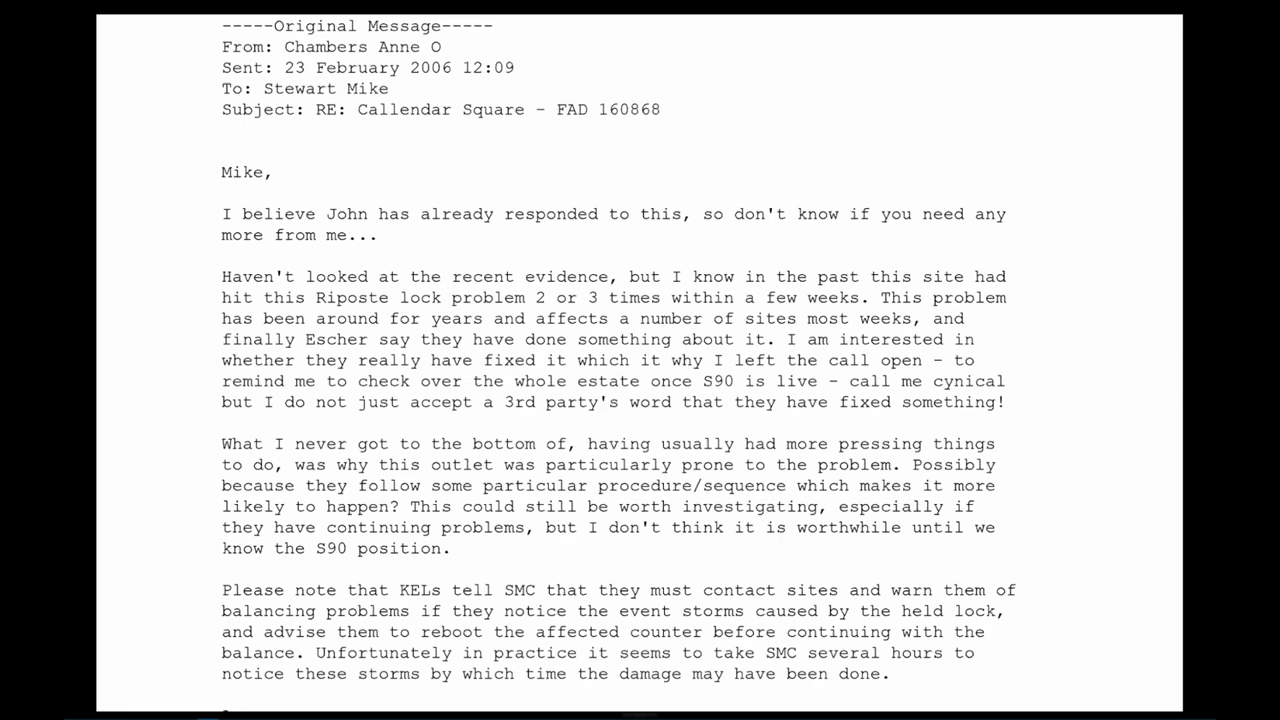 -----Original Message-----
From: Chambers Anne O
Sent: 23 February 2006 12:09
To: Stewart Mike
Subject: RE: Callendar Square - FAD 160868
Mike,
I believe John has already responded to this, so don't know if you need any
more from me...
Haven't looked at the recent evidence, but I know in the past this site had
hit this Riposte lock problem 2 or 3 times within a few weeks. This problem
has been around for years and affects a number of sites most weeks, and
finally Escher say they have done something about it. I am interested in
whether they really have fixed it which it why I left the call open - to
remind me to check over the whole estate once S90 is live - call me cynical
but I do not just accept a 3rd party's word that they have fixed something!
What I never got to the bottom of, having usually had more pressing things
to do, was why this outlet was particularly prone to the problem. Possibly
because they follow some particular procedure/sequence which makes it more
likely to happen? This could still be worth investigating, especially if
they have continuing problems, but I don't think it is worthwhile until we
know the S90 position.
Please note that KELs tell SMC that they must contact sites and warn them of
balancing problems if they notice the event storms caused by the held lock,
and advise them to reboot the affected counter before continuing with the
balance. Unfortunately in practice it seems to take SMC several hours to
notice these storms by which time the damage may have been done.